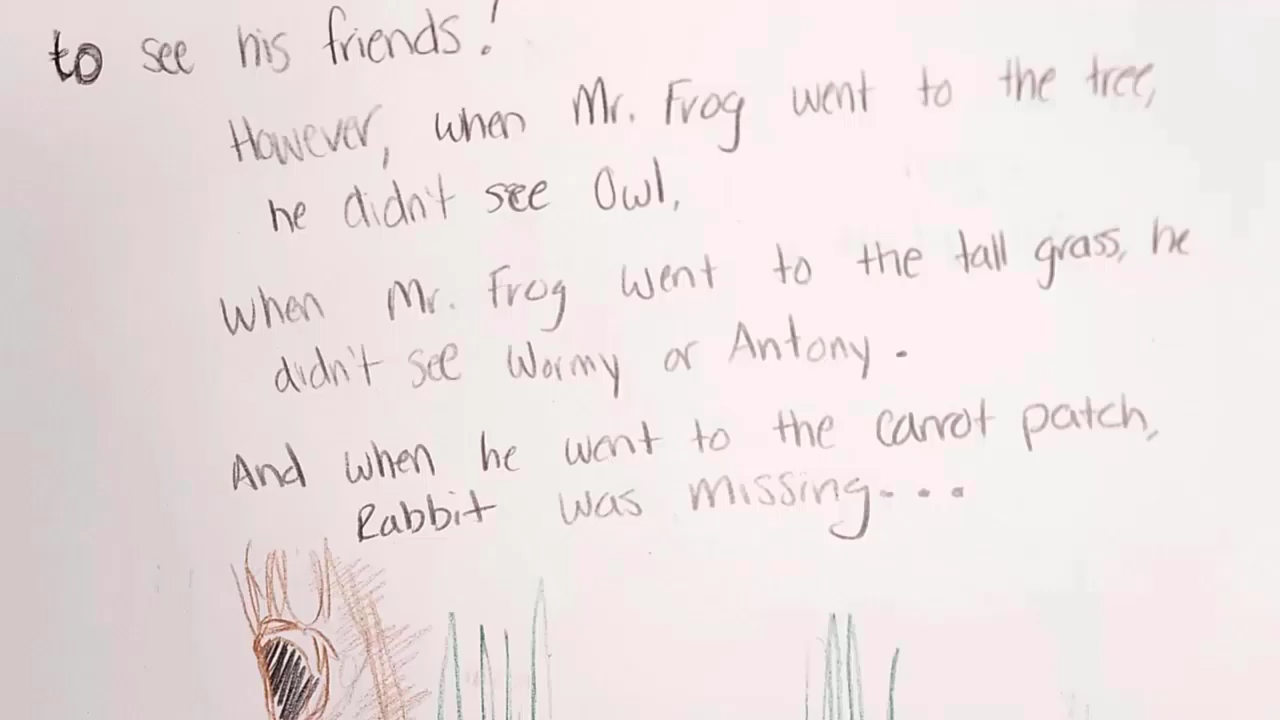 to see his friends!
However, when Mr. Frog went to the tree,
he didn't see Owl.
When Mr. Frog went to the tall grass, he
didn't see Wormy or Antony.
And when he went to the carrot patch,
Rabbit was missing...